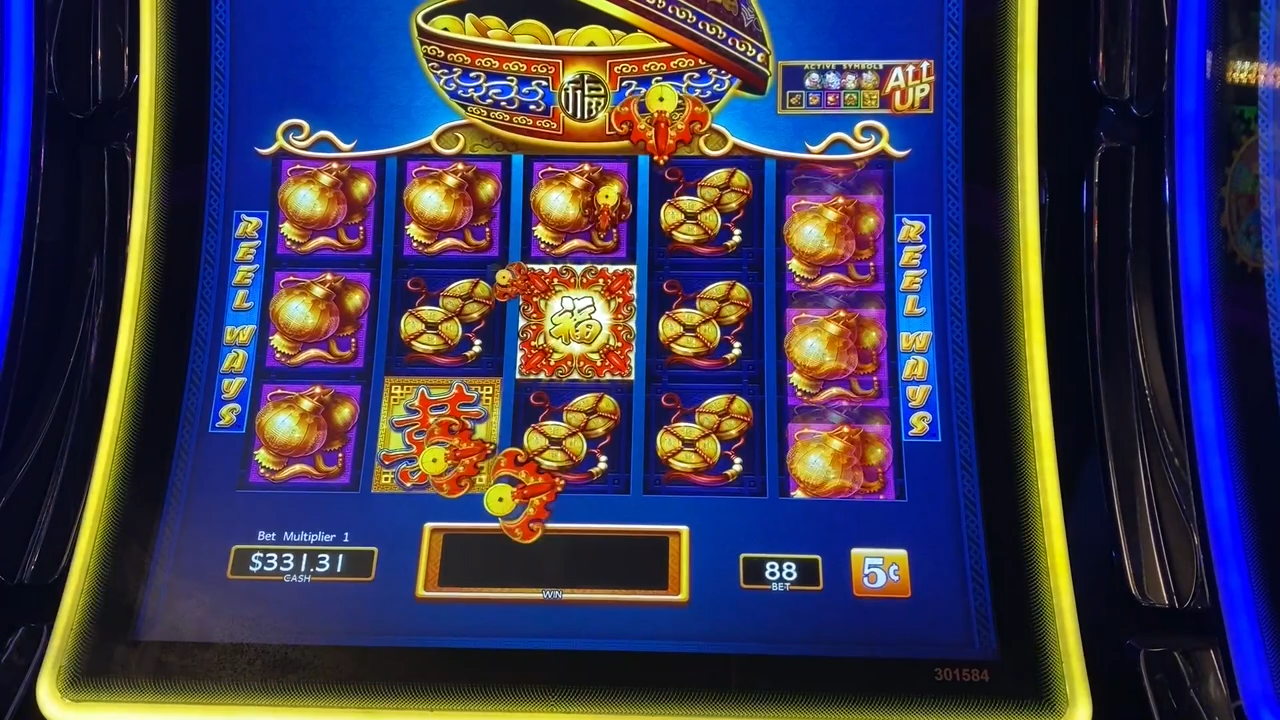 福
ACTIVE SYMBOLS
ALL UP
REEL WAYS
REEL WAYS
福
Bet Multiplier 1
$331.31
CASH
WIN
88
BET
5¢
301584